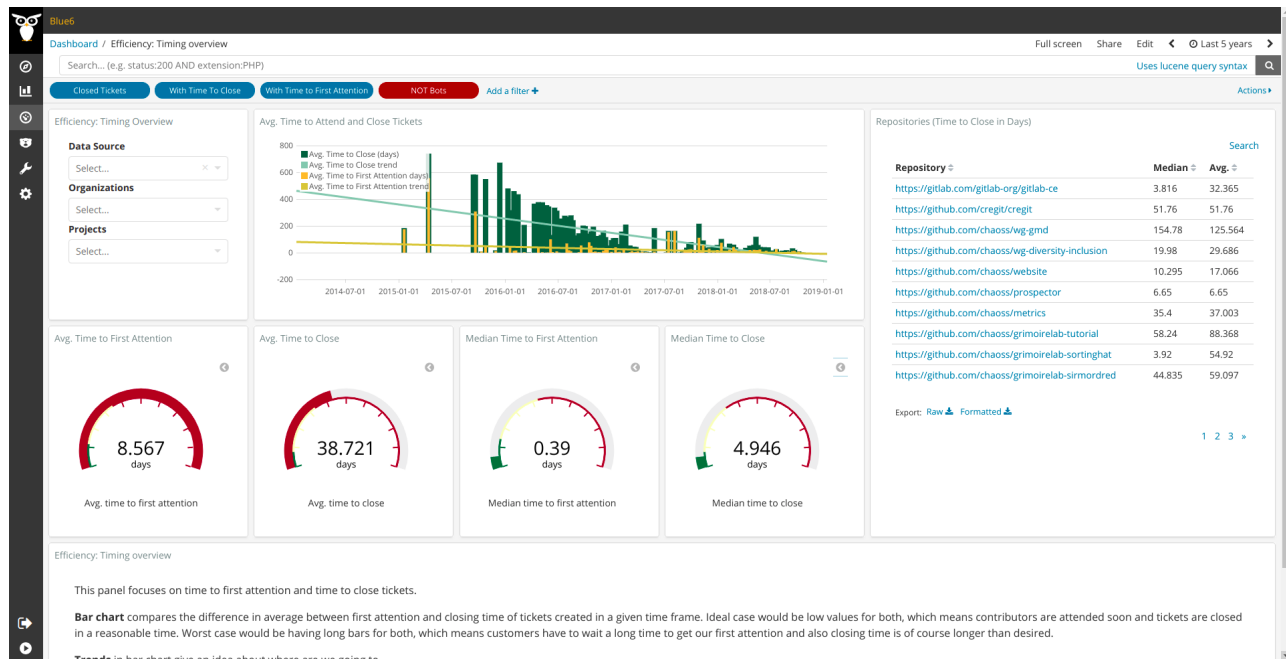 Blue6
Dashboard / Efficiency: Timing overview
Full screen Share Edit Last 5 years
Search... (e.g. status:200 AND extension:PHP)
Uses lucene query syntax
Closed Tickets With Time To Close With Time to First Attention NOT Bots Add a filter
Actions
Efficiency: Timing Overview
Data Source
Select...
Organizations
Select...
Projects
Select...
Avg. Time to Attend and Close Tickets
Avg. Time to Close (days)
Avg. Time to Close trend
Avg. Time to First Attention days)
Avg. Time to First Attention trend
800
600
400
200
0
-200
2014-07-01 2015-01-01 2015-07-01 2016-01-01 2016-07-01 2017-01-01 2017-07-01 2018-01-01 2018-07-01 2019-01-01
Repositories (Time to Close in Days)
Search
Repository Median Avg.
https://gitlab.com/gitlab-org/gitlab-ce 3.816 32.365
https://github.com/cregit/cregit 51.76 51.76
https://github.com/chaoss/wg-gmd 154.78 125.564
https://github.com/chaoss/wg-diversity-inclusion 19.98 29.686
https://github.com/chaoss/website 10.295 17.066
https://github.com/chaoss/prospector 6.65 6.65
https://github.com/chaoss/metrics 35.4 37.003
https://github.com/chaoss/grimoirelab-tutorial 58.24 88.368
https://github.com/chaoss/grimoirelab-sortinghat 3.92 54.92
https://github.com/chaoss/grimoirelab-sirmordred 44.835 59.097
Export: Raw Formatted
1 2 3 »
Avg. Time to First Attention
8.567
days
Avg. time to first attention
Avg. Time to Close
38.721
days
Avg. time to close
Median Time to First Attention
0.39
days
Median time to first attention
Median Time to Close
4.946
days
Median time to close
Efficiency: Timing overview
This panel focuses on time to first attention and time to close tickets.
Bar chart compares the difference in average between first attention and closing time of tickets created in a given time frame. Ideal case would be low values for both, which means contributors are attended soon and tickets are closed
in a reasonable time. Worst case would be having long bars for both, which means customers have to wait a long time to get our first attention and also closing time is of course longer than desired.
Trends in bar chart give an idea about where are we going to